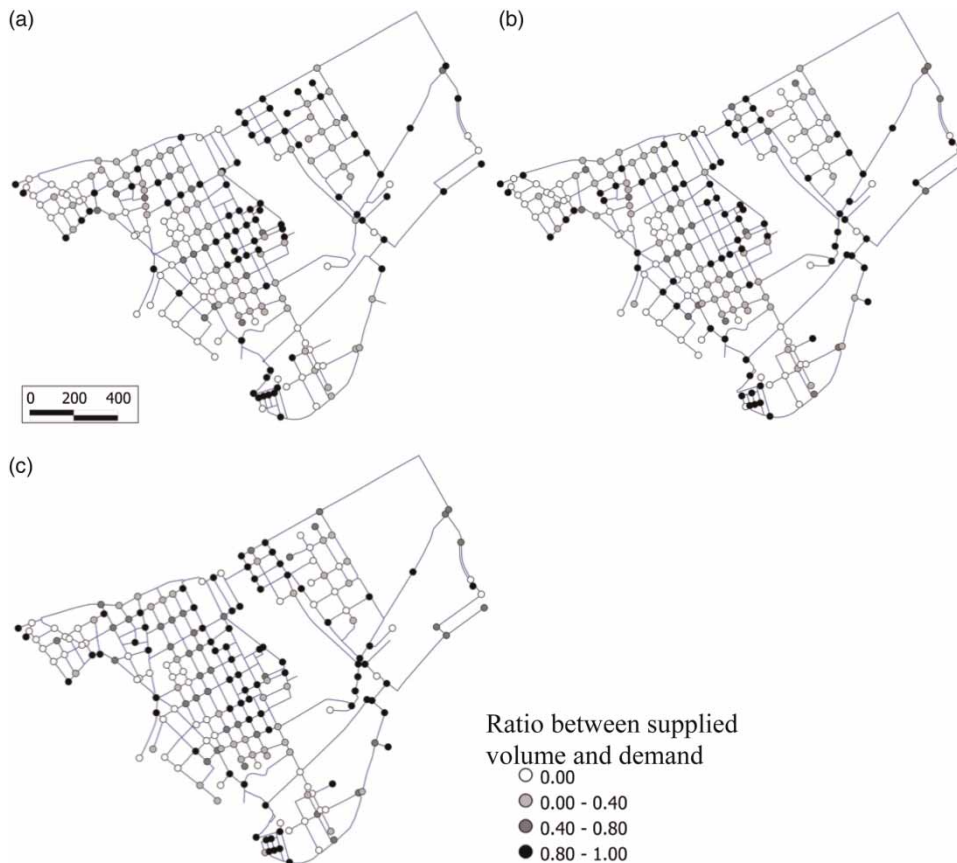 (a)
(b)
0 200 400
(c)
Ratio between supplied
volume and demand
0.00
0.00 - 0.40
0.40 - 0.80
0.80 - 1.00